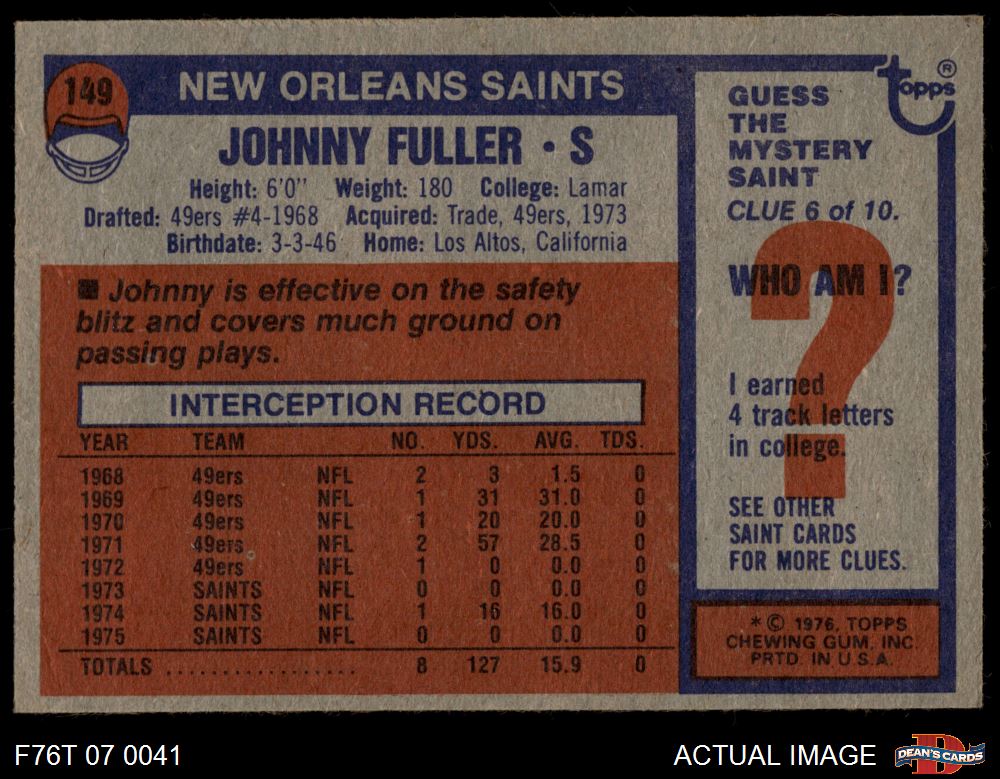 149
NEW ORLEANS SAINTS
JOHNNY FULLER • S
Height: 6'0" Weight: 180 College: Lamar
Drafted: 49ers #4-1968 Acquired: Trade, 49ers, 1973
Birthdate: 3-3-46 Home: Los Altos, California
■ Johnny is effective on the safety
blitz and covers much ground on
passing plays.
INTERCEPTION RECORD
YEAR TEAM NO. YDS. AVG. TDS.
1968 49ers NFL 2 3 1.5 0
1969 49ers NFL 1 31 31.0 0
1970 49ers NFL 1 20 20.0 0
1971 49ers NFL 2 57 28.5 0
1972 49ers NFL 1 0 0.0 0
1973 SAINTS NFL 0 0 0.0 0
1974 SAINTS NFL 1 16 16.0 0
1975 SAINTS NFL 0 0 0.0 0
TOTALS .................. 8 127 15.9 0
topps®
GUESS
THE
MYSTERY
SAINT
CLUE 6 of 10.
WHO AM I?
?
I earned
4 track letters
in college.
SEE OTHER
SAINT CARDS
FOR MORE CLUES.
* © 1976, TOPPS
CHEWING GUM, INC
PRTD. IN U.S.A.
F76T 07 0041
ACTUAL IMAGE
D
DEAN'S CARDS